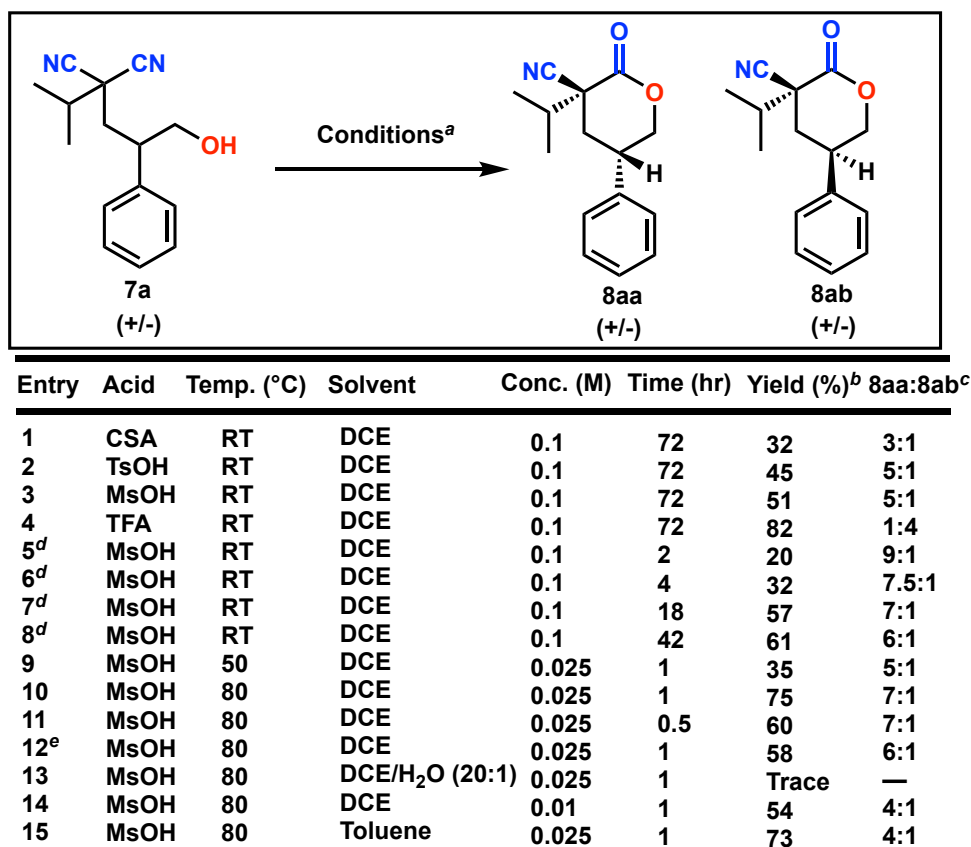 NC CN
OH
7a
(+/-)
Conditions^a
O
NC O
H
8aa
(+/-)
O
NC O
H
8ab
(+/-)
Entry Acid Temp. (°C) Solvent Conc. (M) Time (hr) Yield (%)^b 8aa:8ab^c
1 CSA RT DCE 0.1 72 32 3:1
2 TsOH RT DCE 0.1 72 45 5:1
3 MsOH RT DCE 0.1 72 51 5:1
4 TFA RT DCE 0.1 72 82 1:4
5^d MsOH RT DCE 0.1 2 20 9:1
6^d MsOH RT DCE 0.1 4 32 7.5:1
7^d MsOH RT DCE 0.1 18 57 7:1
8^d MsOH RT DCE 0.1 42 61 6:1
9 MsOH 50 DCE 0.025 1 35 5:1
10 MsOH 80 DCE 0.025 1 75 7:1
11 MsOH 80 DCE 0.025 0.5 60 7:1
12^e MsOH 80 DCE 0.025 1 58 6:1
13 MsOH 80 DCE/H₂O (20:1) 0.025 1 Trace —
14 MsOH 80 DCE 0.01 1 54 4:1
15 MsOH 80 Toluene 0.025 1 73 4:1